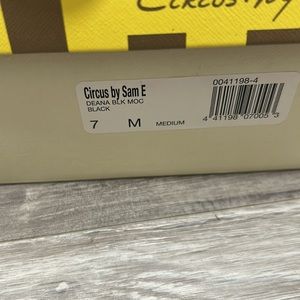 Circus by Sam E
DEANA BLK MOC
BLACK
7 M MEDIUM
0041198-4
4 41198 07005 3